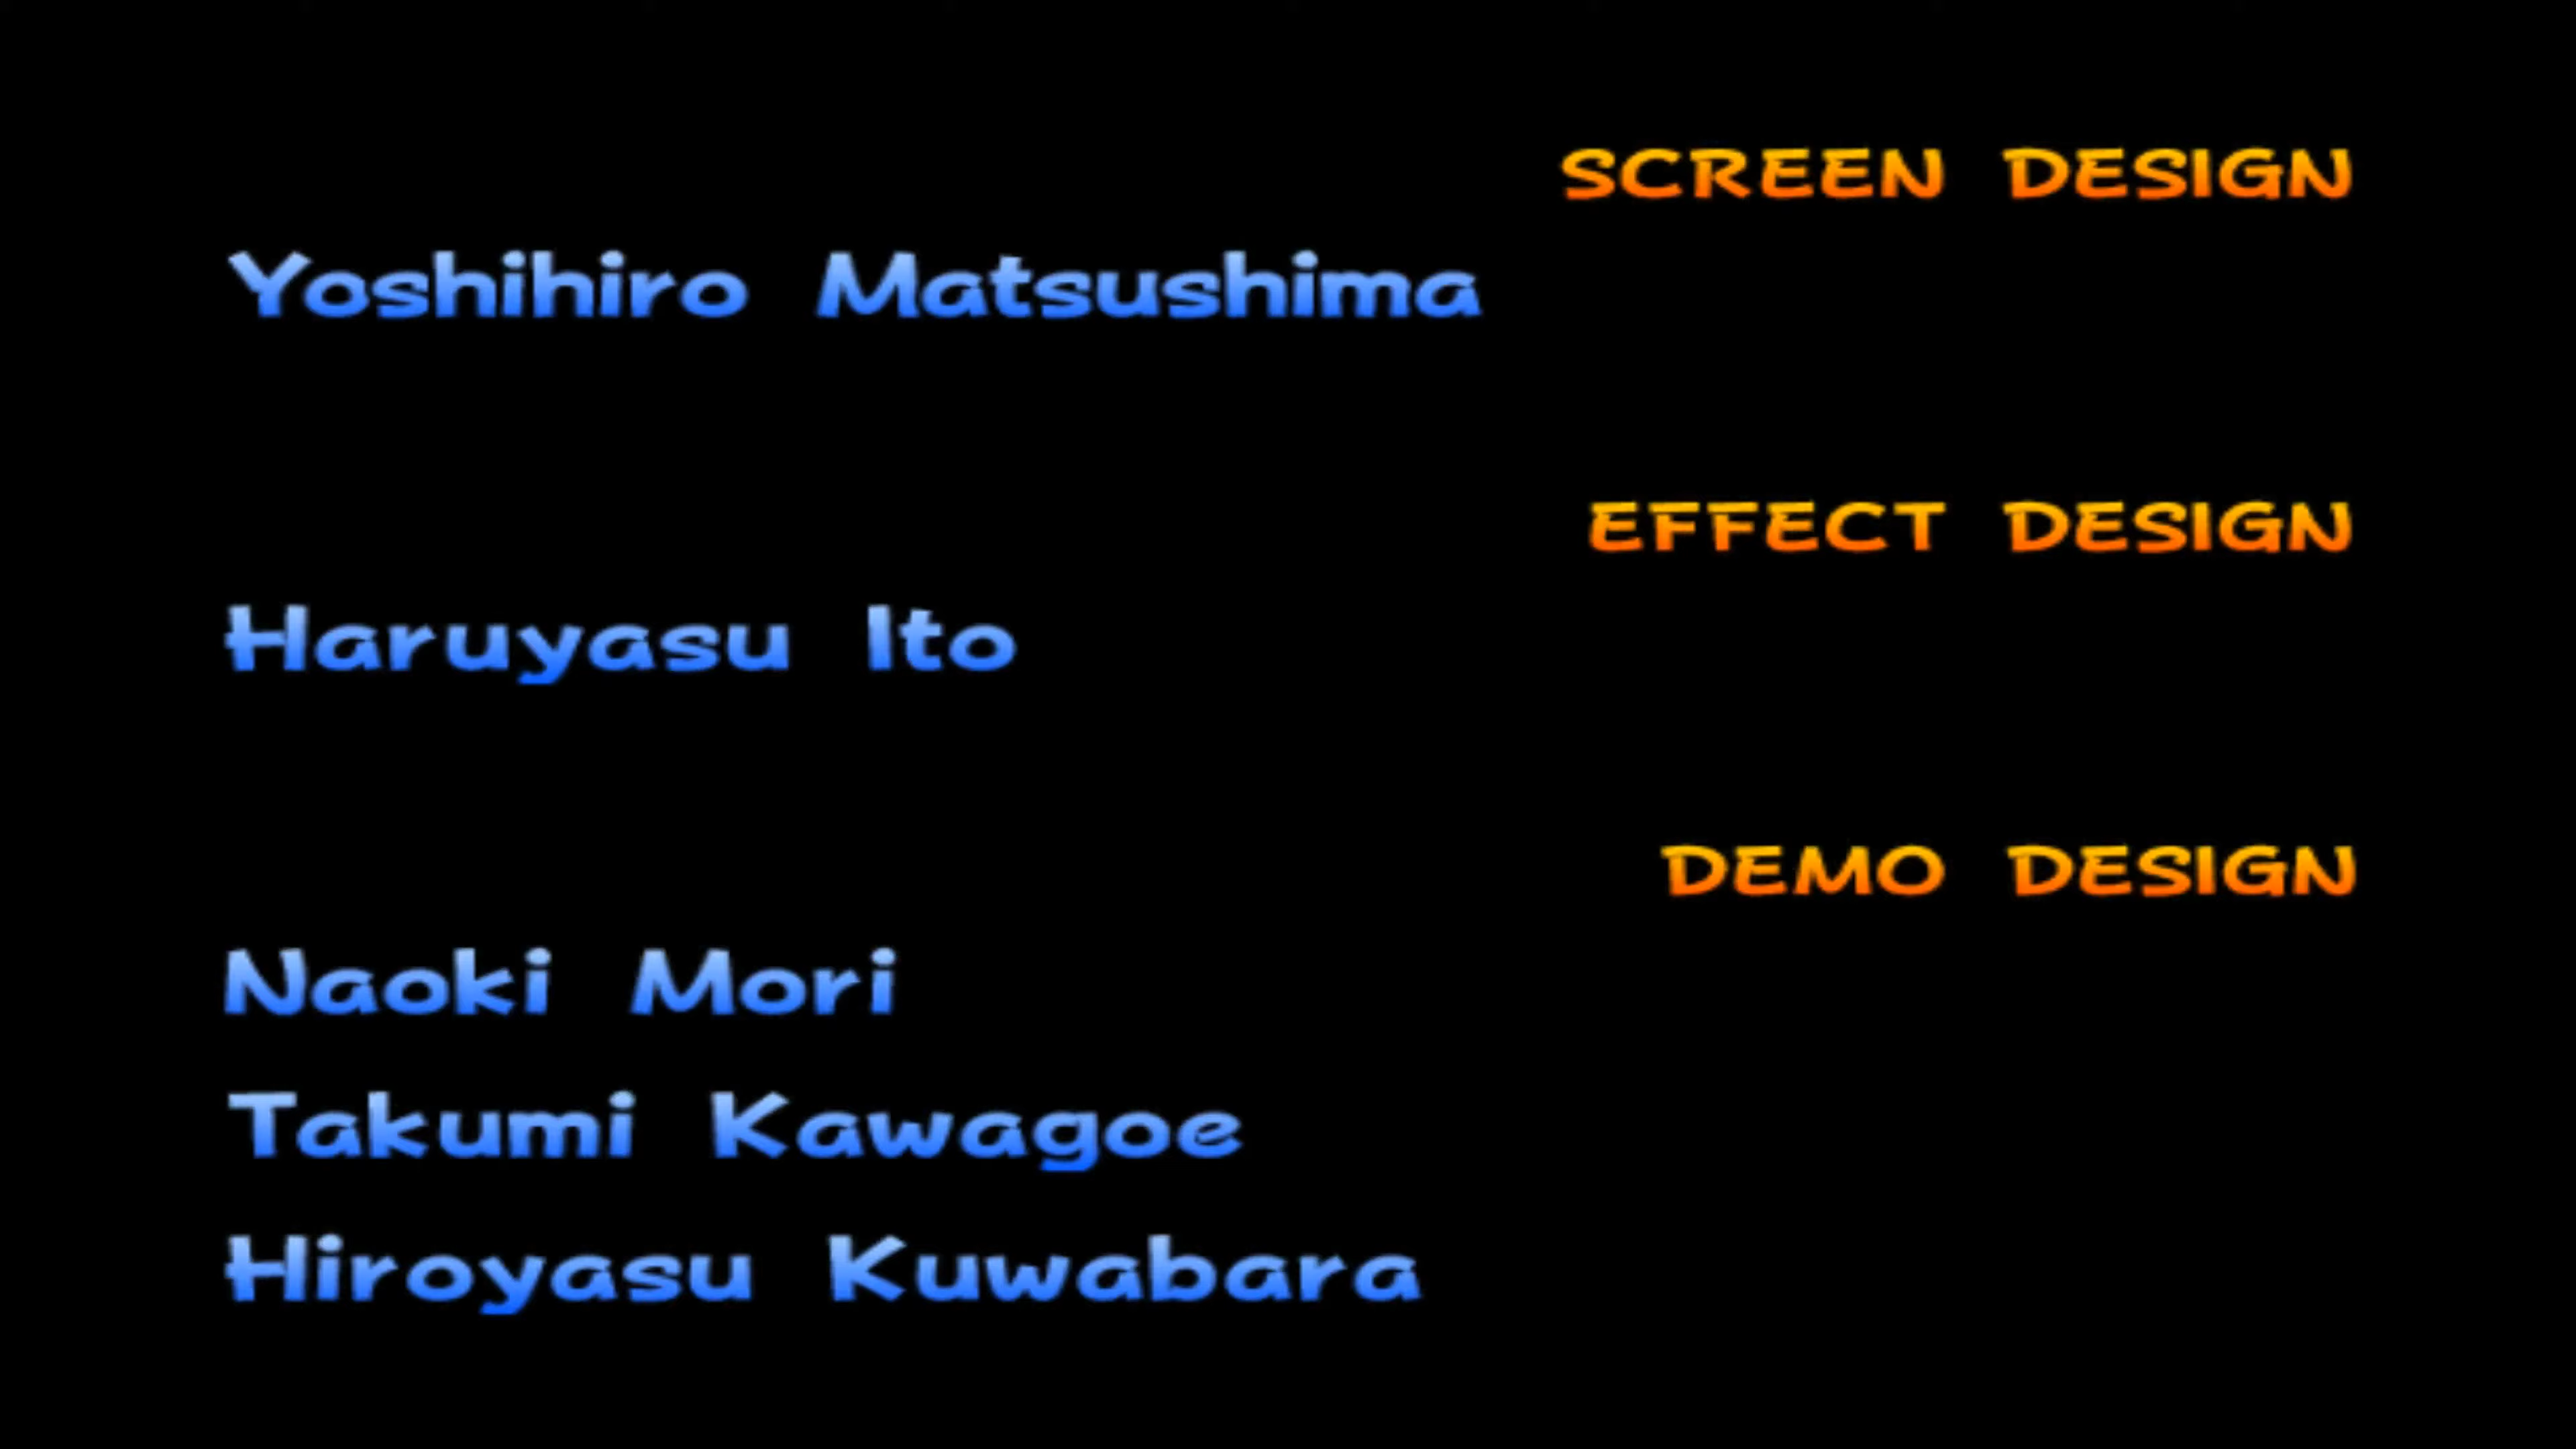 SCREEN DESIGN
Yoshihiro Matsushima
EFFECT DESIGN
Haruyasu Ito
DEMO DESIGN
Naoki Mori
Takumi Kawagoe
Hiroyasu Kuwabara